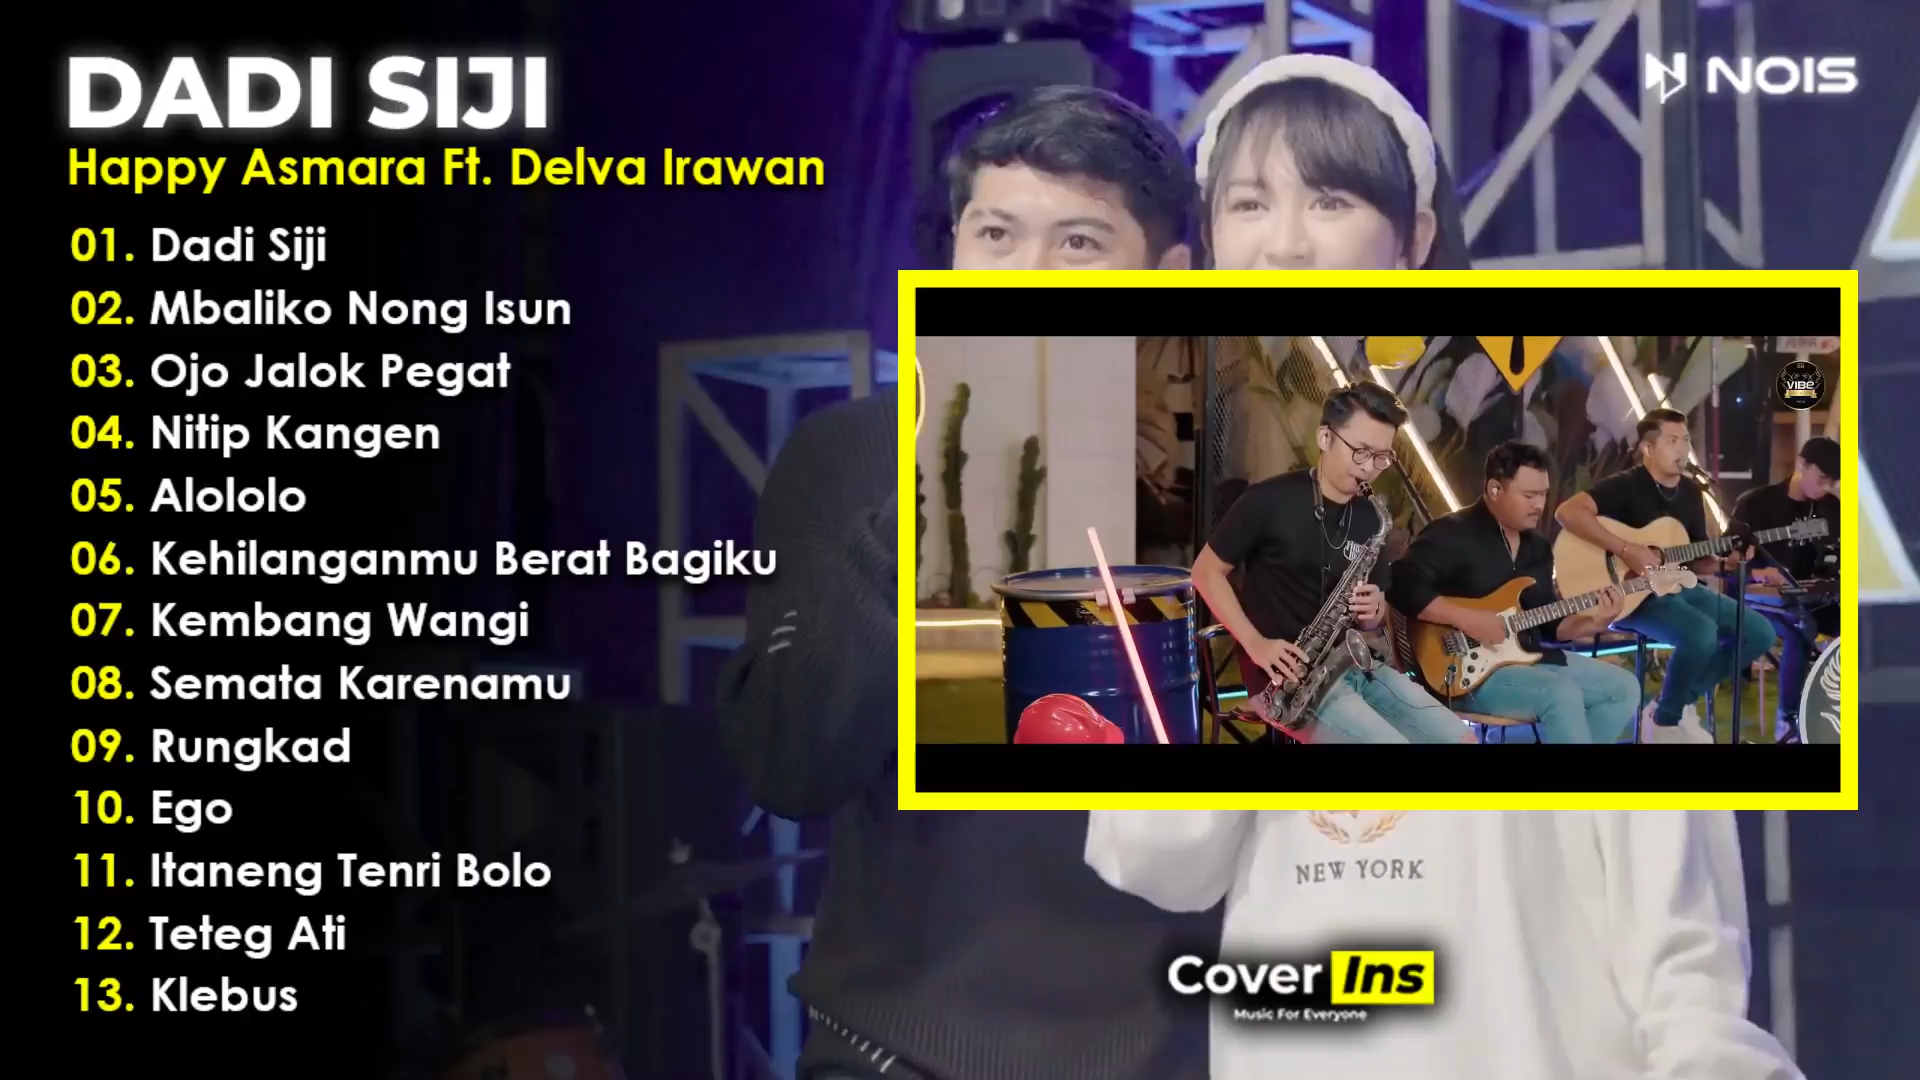 DADI SIJI
Happy Asmara Ft. Delva Irawan
01. Dadi Siji
02. Mbaliko Nong Isun
03. Ojo Jalok Pegat
04. Nitip Kangen
05. Alololo
06. Kehilanganmu Berat Bagiku
07. Kembang Wangi
08. Semata Karenamu
09. Rungkad
10. Ego
11. Itaneng Tenri Bolo
12. Teteg Ati
13. Klebus
NOIS
VIBE
NEW YORK
Cover Ins
Music For Everyone